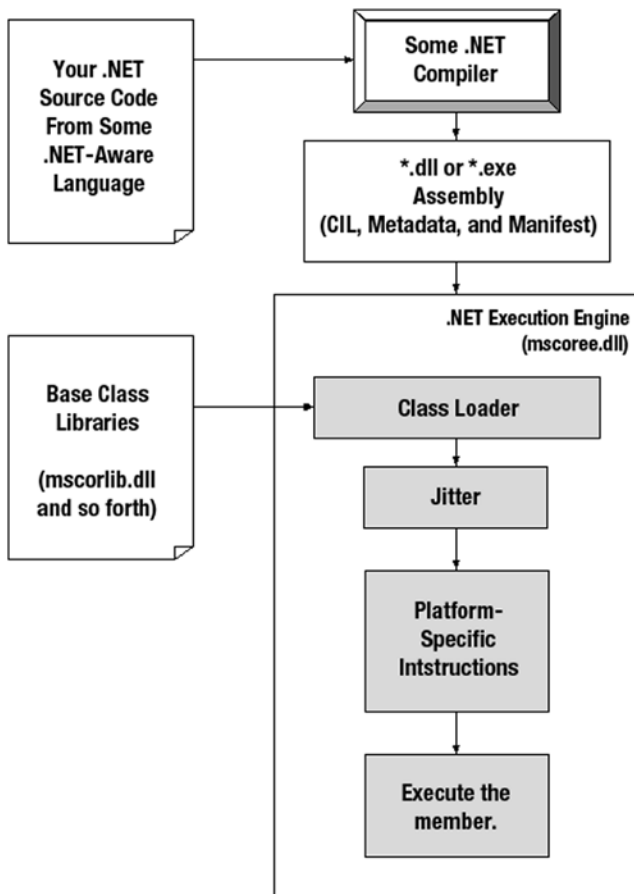 Your .NET
Source Code
From Some
.NET-Aware
Language
Some .NET
Compiler
*.dll or *.exe
Assembly
(CIL, Metadata, and Manifest)
.NET Execution Engine
(mscoree.dll)
Base Class
Libraries
(mscorlib.dll
and so forth)
Class Loader
Jitter
Platform-
Specific
Intstructions
Execute the
member.